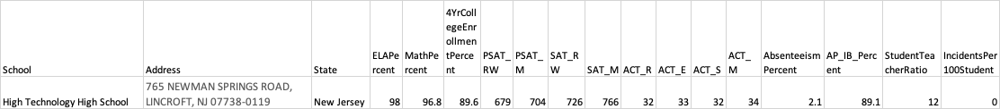 School Address State ELAPercent MathPercent 4YrCollegeEnrollmentPercent PSAT_RW PSAT_M SAT_RW SAT_M ACT_R ACT_E ACT_S ACT_M AbsenteeismPercent AP_IB_Percent StudentTeacherRatio IncidentsPer100Student
High Technology High School 765 NEWMAN SPRINGS ROAD,
LINCROFT, NJ 07738-0119 New Jersey 98 96.8 89.6 679 704 726 766 32 33 32 34 2.1 89.1 12 0